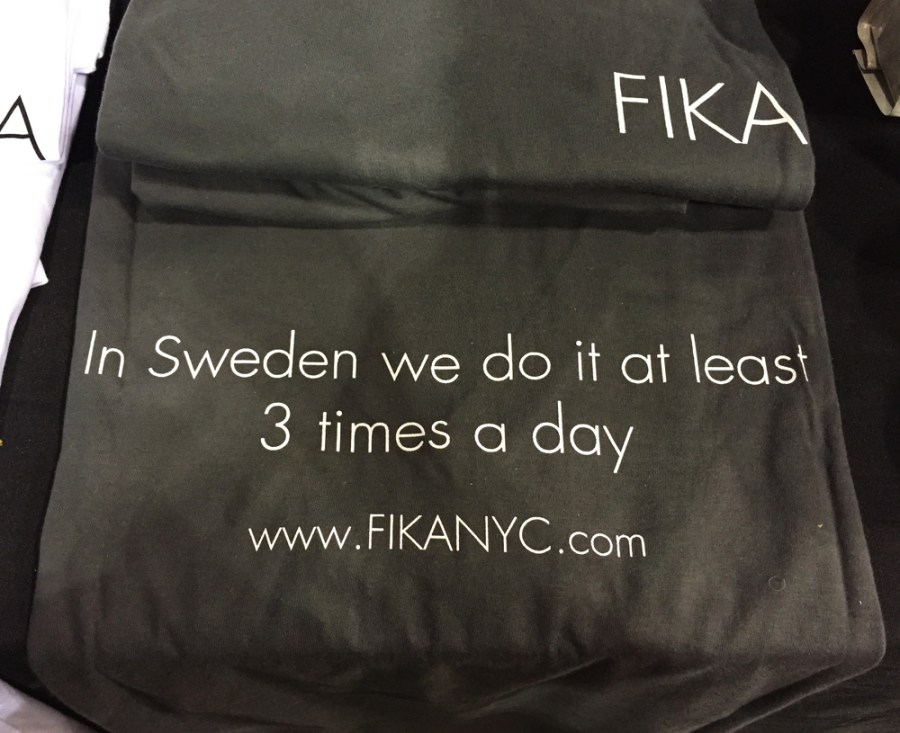 A
FIKA
In Sweden we do it at least
3 times a day
www.FIKANYC.com